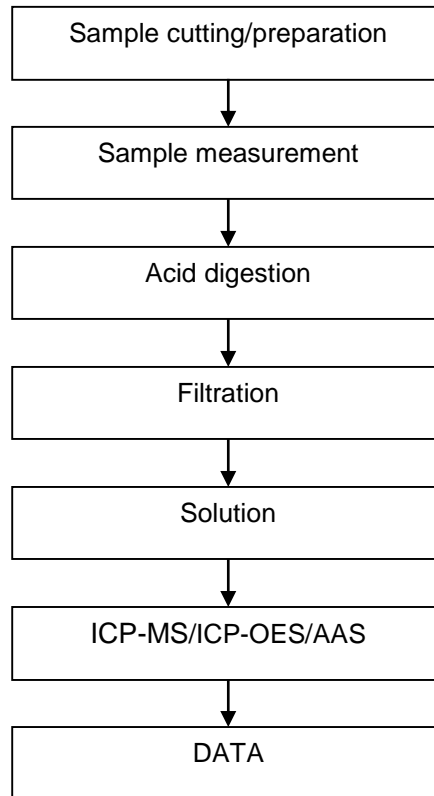 Sample cutting/preparation
Sample measurement
Acid digestion
Filtration
Solution
ICP-MS/ICP-OES/AAS
DATA